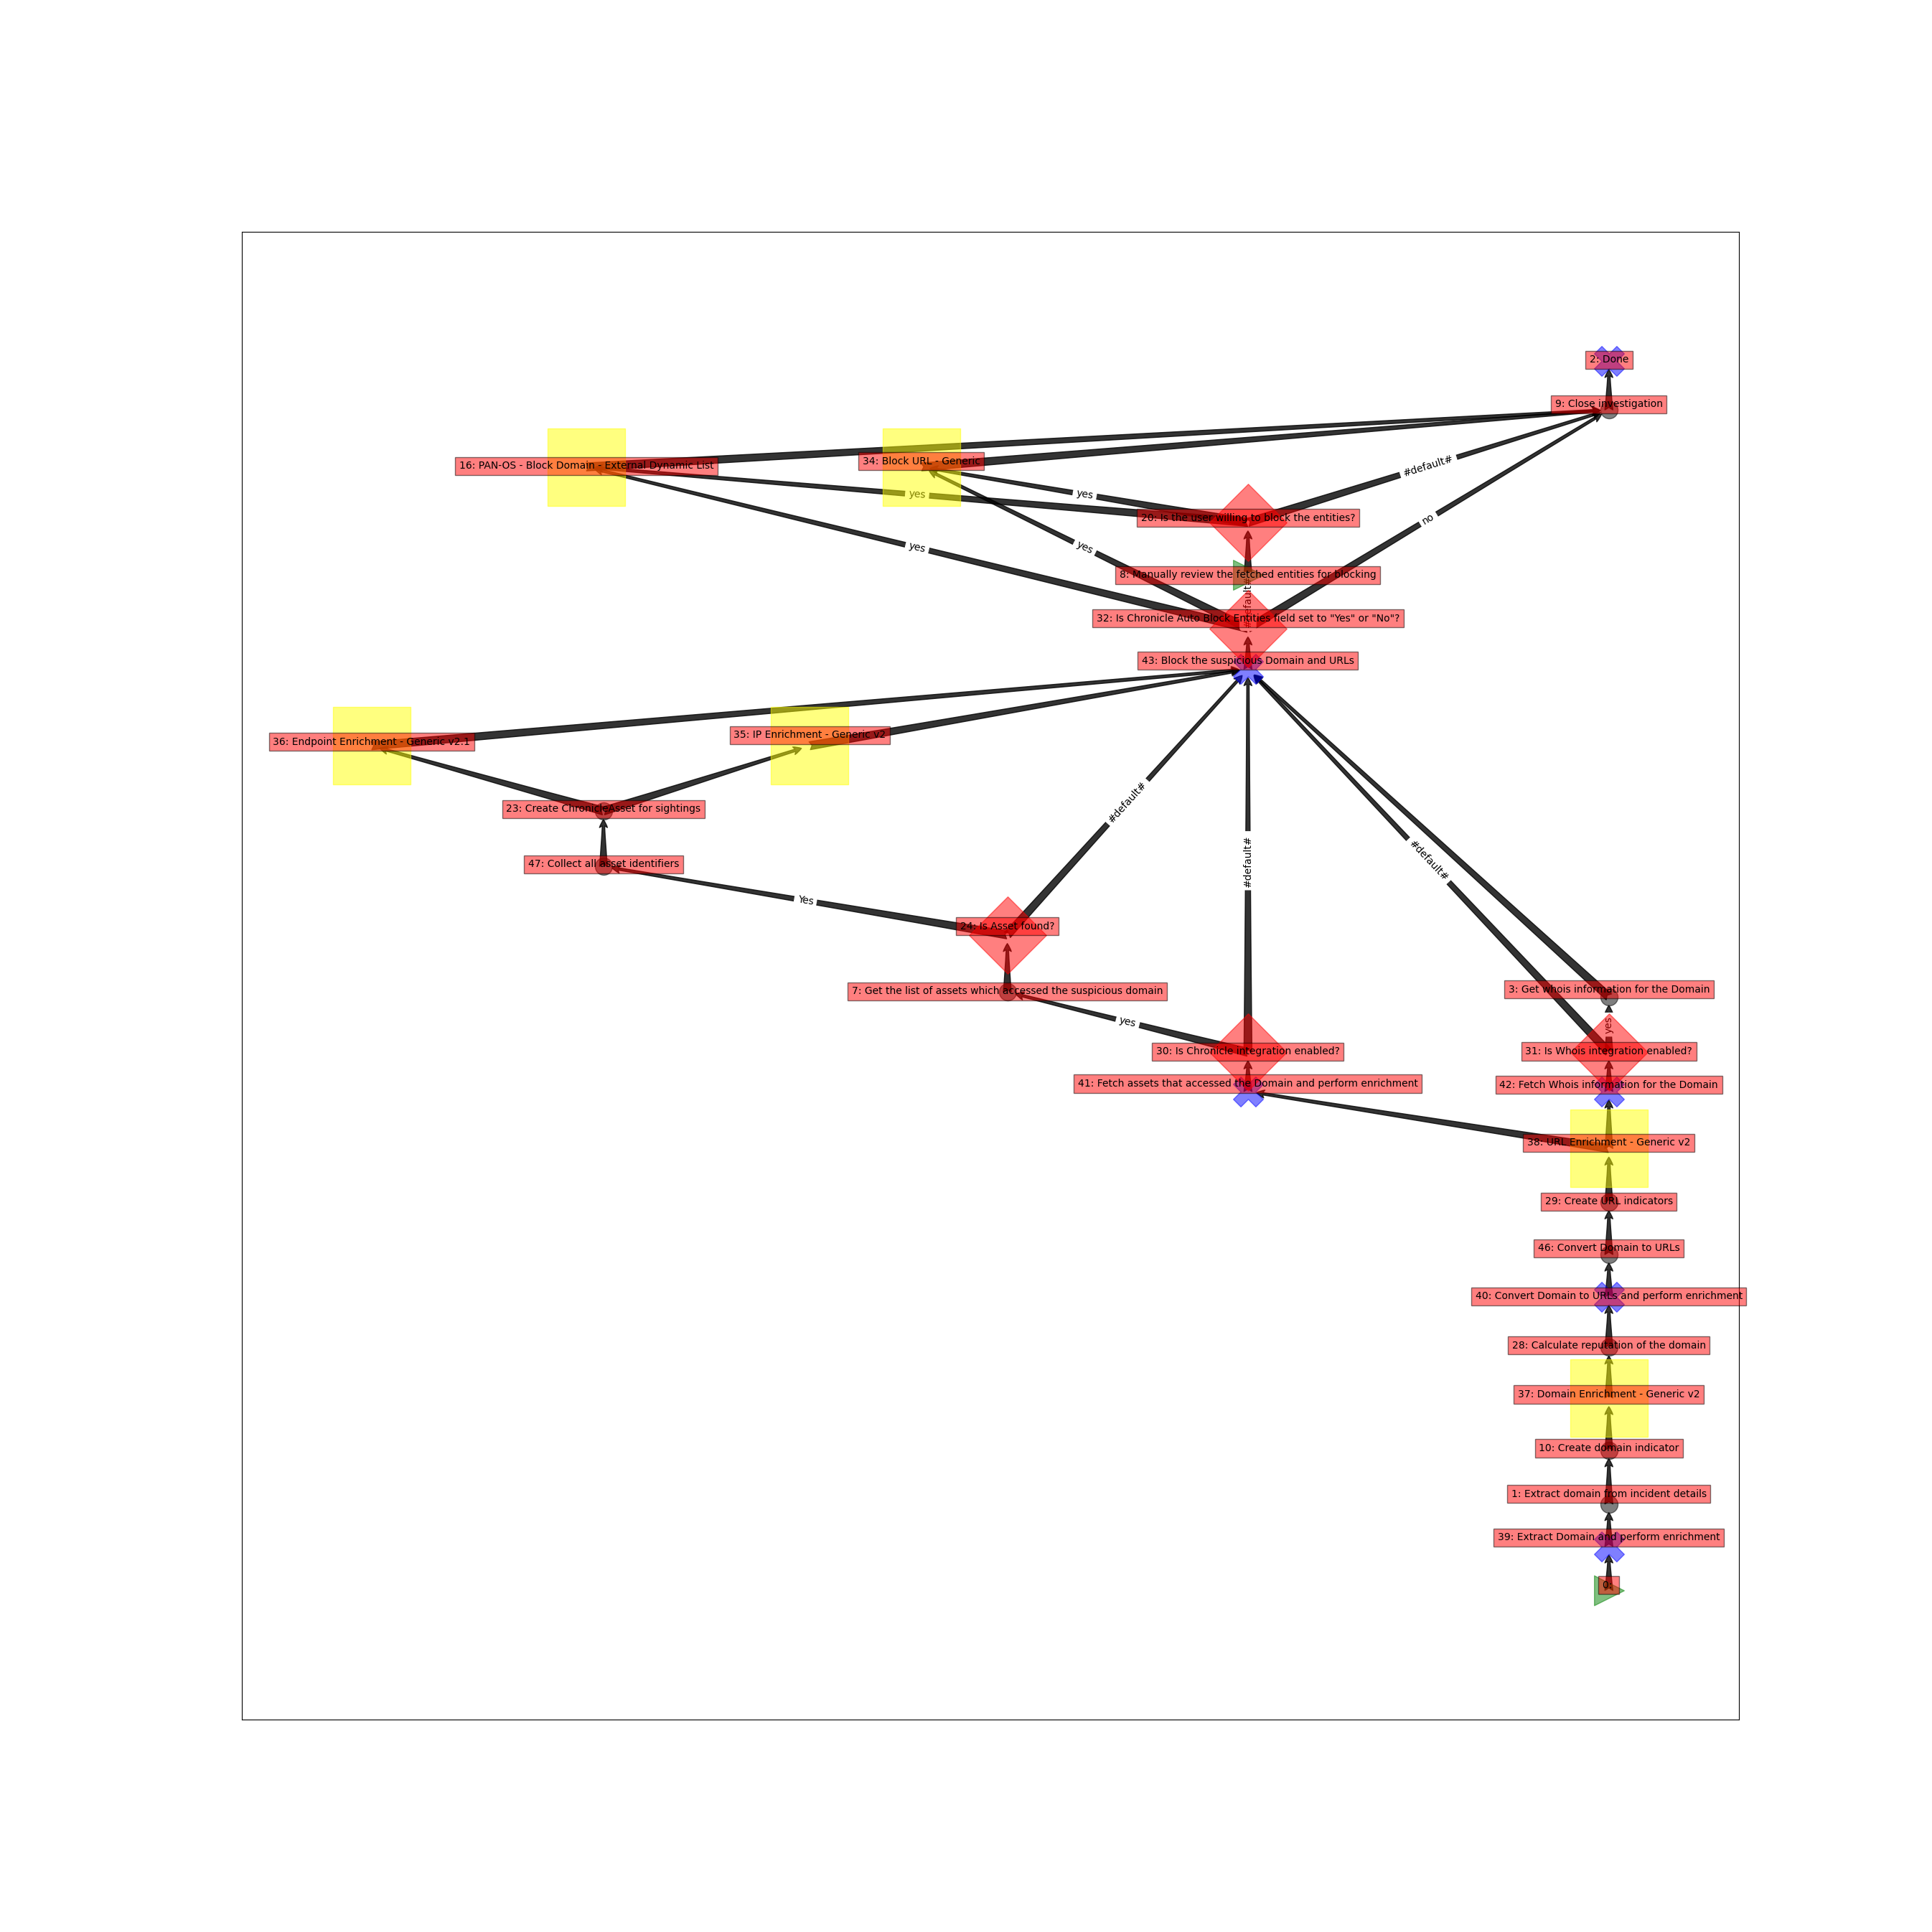 2: Done
9: Close investigation
34: Block URL - Generic
16: PAN-OS - Block Domain - External Dynamic List
#default#
yes
yes
20: Is the user willing to block the entities?
no
yes
yes
8: Manually review the fetched entities for blocking
#default#
32: Is Chronicle Auto Block Entities field set to "Yes" or "No"?
43: Block the suspicious Domain and URLs
35: IP Enrichment - Generic v2
36: Endpoint Enrichment - Generic v2.1
#default#
23: Create ChronicleAsset for sightings
#default#
#default#
47: Collect all asset identifiers
Yes
24: Is Asset found?
3: Get whois information for the Domain
7: Get the list of assets which accessed the suspicious domain
yes
yes
30: Is Chronicle integration enabled?
31: Is Whois integration enabled?
41: Fetch assets that accessed the Domain and perform enrichment
42: Fetch Whois information for the Domain
38: URL Enrichment - Generic v2
29: Create URL indicators
46: Convert Domain to URLs
40: Convert Domain to URLs and perform enrichment
28: Calculate reputation of the domain
37: Domain Enrichment - Generic v2
10: Create domain indicator
1: Extract domain from incident details
39: Extract Domain and perform enrichment
0: